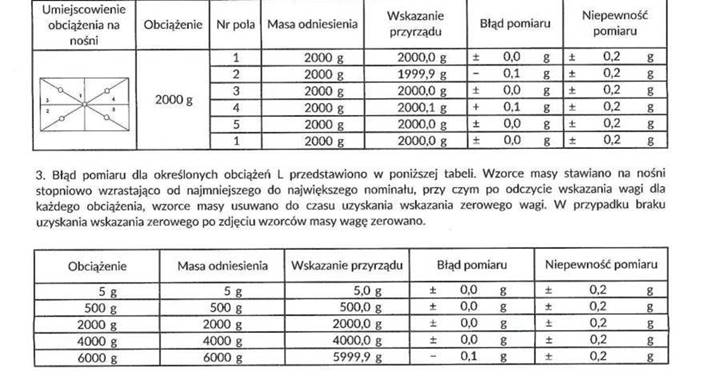 Umiejscowienie obciążenia na nośni | Obciążenie | Nr pola | Masa odniesienia | Wskazanie przyrządu | Błąd pomiaru | Niepewność pomiaru
2000 g
1 | 2000 g | 2000,0 g | ± 0,0 g | ± 0,2 g
2 | 2000 g | 1999,9 g | − 0,1 g | ± 0,2 g
3 | 2000 g | 2000,0 g | ± 0,0 g | ± 0,2 g
4 | 2000 g | 2000,1 g | + 0,1 g | ± 0,2 g
5 | 2000 g | 2000,0 g | ± 0,0 g | ± 0,2 g
1 | 2000 g | 2000,0 g | ± 0,0 g | ± 0,2 g
3. Błąd pomiaru dla określonych obciążeń L przedstawiono w poniższej tabeli. Wzorce masy stawiano na nośni
stopniowo wzrastająco od najmniejszego do największego nominału, przy czym po odczycie wskazania wagi dla
każdego obciążenia, wzorce masy usuwano do czasu uzyskania wskazania zerowego wagi. W przypadku braku
uzyskania wskazania zerowego po zdjęciu wzorców masy wagę zerowano.
Obciążenie | Masa odniesienia | Wskazanie przyrządu | Błąd pomiaru | Niepewność pomiaru
5 g | 5 g | 5,0 g | ± 0,0 g | ± 0,2 g
500 g | 500 g | 500,0 g | ± 0,0 g | ± 0,2 g
2000 g | 2000 g | 2000,0 g | ± 0,0 g | ± 0,2 g
4000 g | 4000 g | 4000,0 g | ± 0,0 g | ± 0,2 g
6000 g | 6000 g | 5999,9 g | − 0,1 g | ± 0,2 g